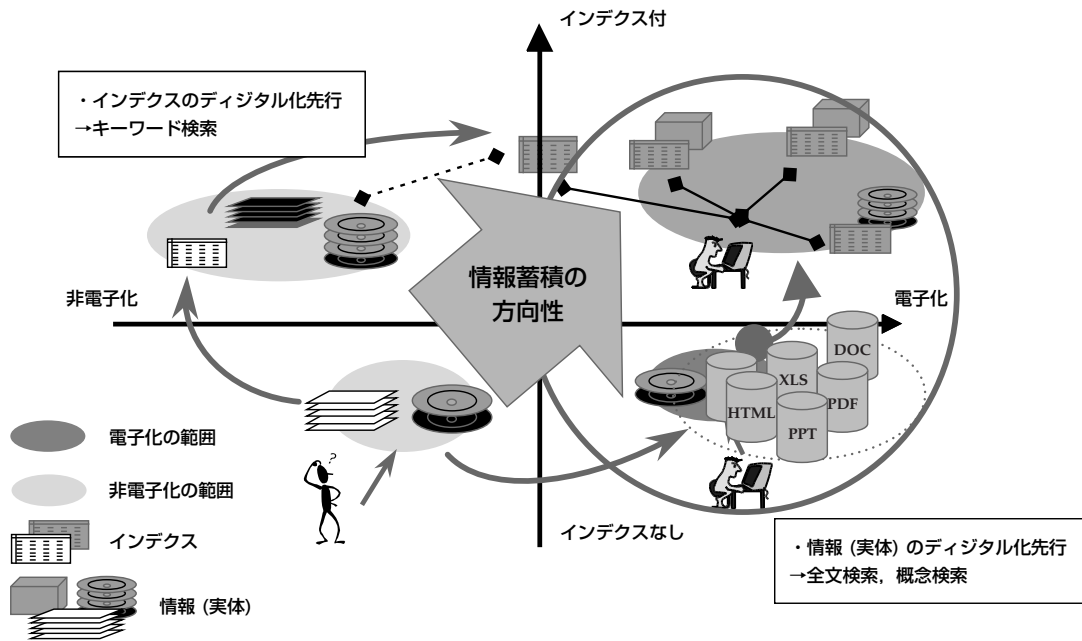 インデクス付
・インデクスのディジタル化先行
→キーワード検索
情報蓄積の
方向性
非電子化
電子化
DOC
XLS
HTML
PDF
PPT
電子化の範囲
?
非電子化の範囲
インデクスなし
インデクス
・情報 (実体) のディジタル化先行
→全文検索，概念検索
情報 (実体)